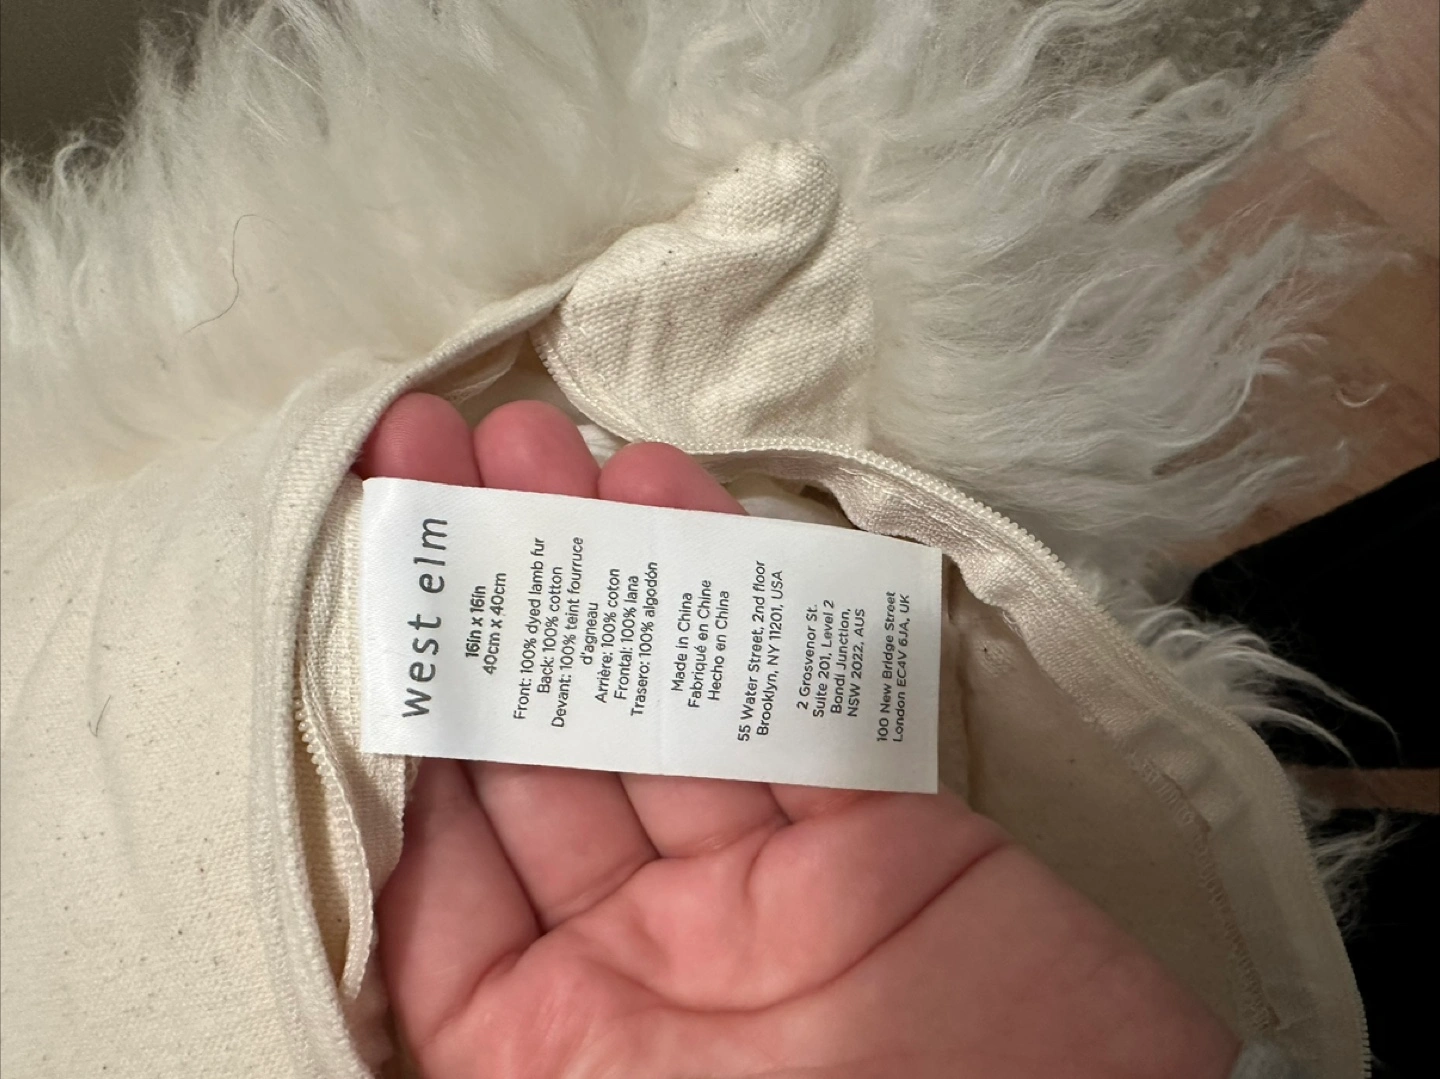 west elm
16in x 16in
40cm x 40cm
Front: 100% dyed lamb fur
Back: 100% cotton
Devant: 100% teint fourruce
d'agneau
Arrière: 100% coton
Frontal: 100% lana
Trasero: 100% algodón
Made in China
Fabriqué en Chine
Hecho en China
55 Water Street, 2nd floor
Brooklyn, NY 11201, USA
2 Grosvenor St.
Suite 201, Level 2
Bondi Junction,
NSW 2022, AUS
100 New Bridge Street
London EC4V 6JA, UK